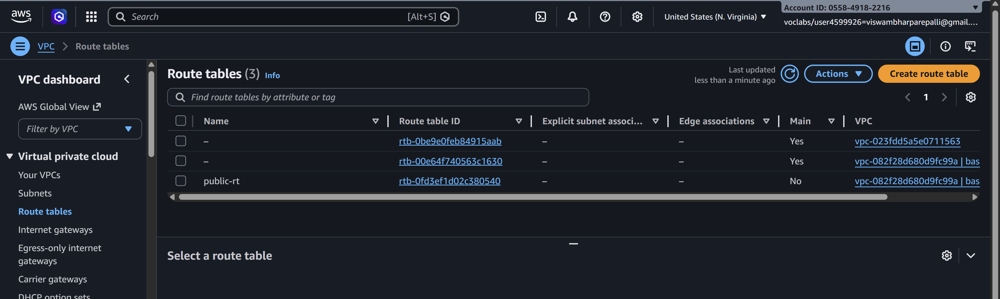 aws
Search [Alt+S]
United States (N. Virginia)
Account ID: 0558-4918-2216
voclabs/user4599926=viswambharparepalli@gmail....
VPC Route tables
VPC dashboard
AWS Global View
Filter by VPC
Virtual private cloud
Your VPCs
Subnets
Route tables
Internet gateways
Egress-only internet
gateways
Carrier gateways
DHCP option sets
Route tables (3) Info
Last updated
less than a minute ago
Actions
Create route table
Find route tables by attribute or tag
1
Name Route table ID Explicit subnet associ... Edge associations Main VPC
– rtb-0be9e0feb84915aab – – Yes vpc-023fdd5a5e0711563
– rtb-00e64f740563c1630 – – Yes vpc-082f28d680d9fc99a | bas
public-rt rtb-0fd3ef1d02c380540 – – No vpc-082f28d680d9fc99a | bas
Select a route table